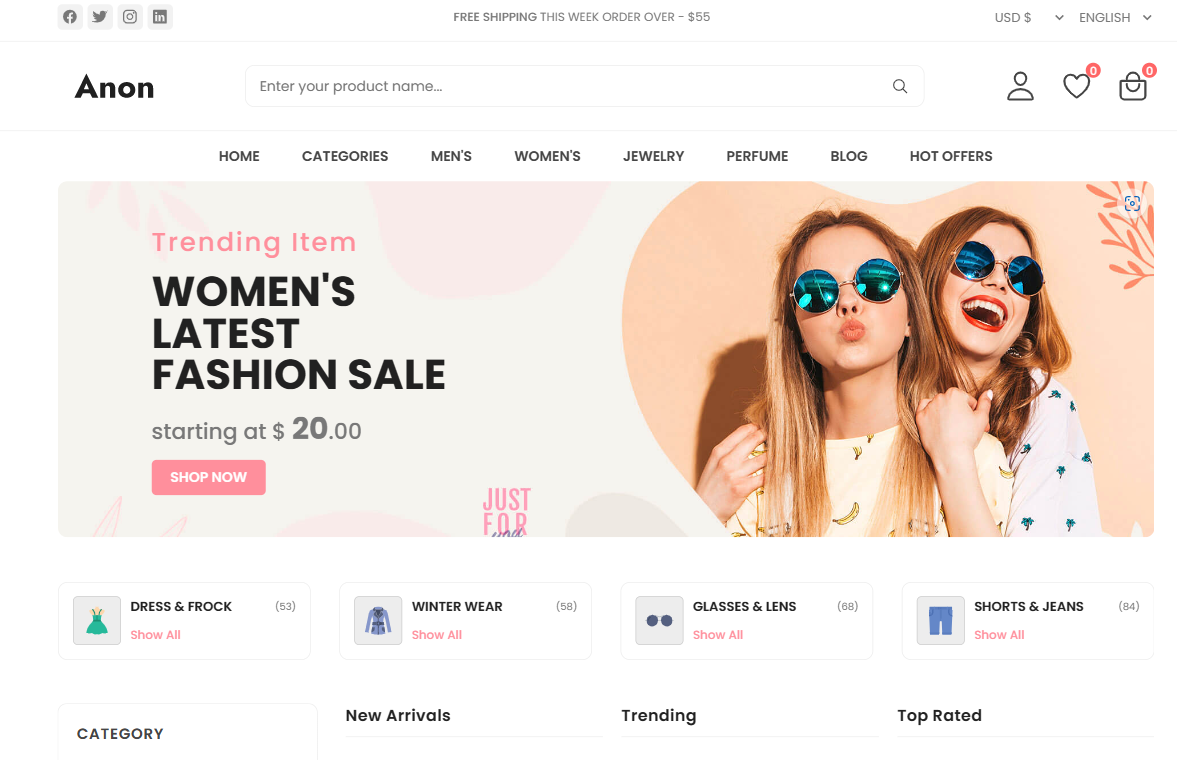 FREE SHIPPING THIS WEEK ORDER OVER - $55
USD $
ENGLISH
Anon
Enter your product name...
0
0
HOME
CATEGORIES
MEN'S
WOMEN'S
JEWELRY
PERFUME
BLOG
HOT OFFERS
Trending Item
WOMEN'S
LATEST
FASHION SALE
starting at $ 20.00
SHOP NOW
JUST
FOR
you
DRESS & FROCK (53)
Show All
WINTER WEAR (58)
Show All
GLASSES & LENS (68)
Show All
SHORTS & JEANS (84)
Show All
CATEGORY
New Arrivals
Trending
Top Rated